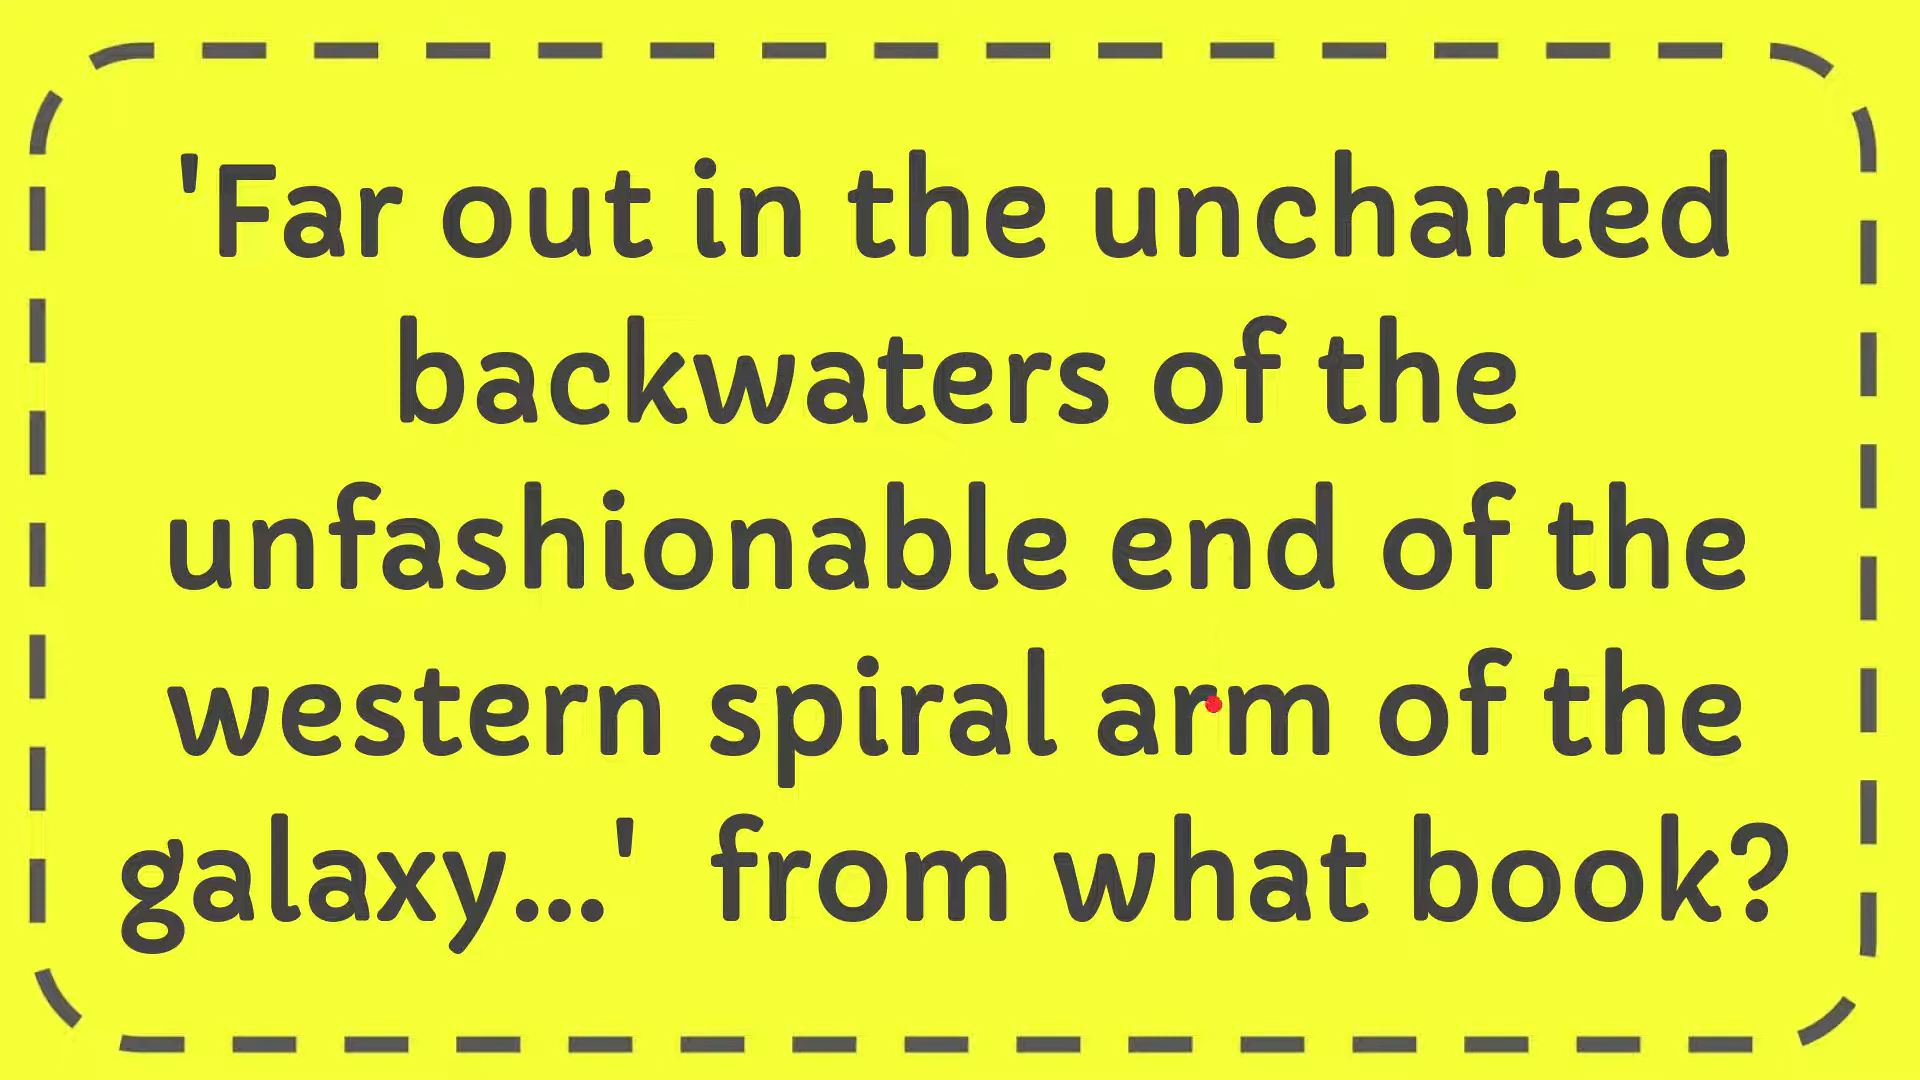 'Far out in the uncharted
backwaters of the
unfashionable end of the
western spiral arm of the
galaxy...'  from what book?